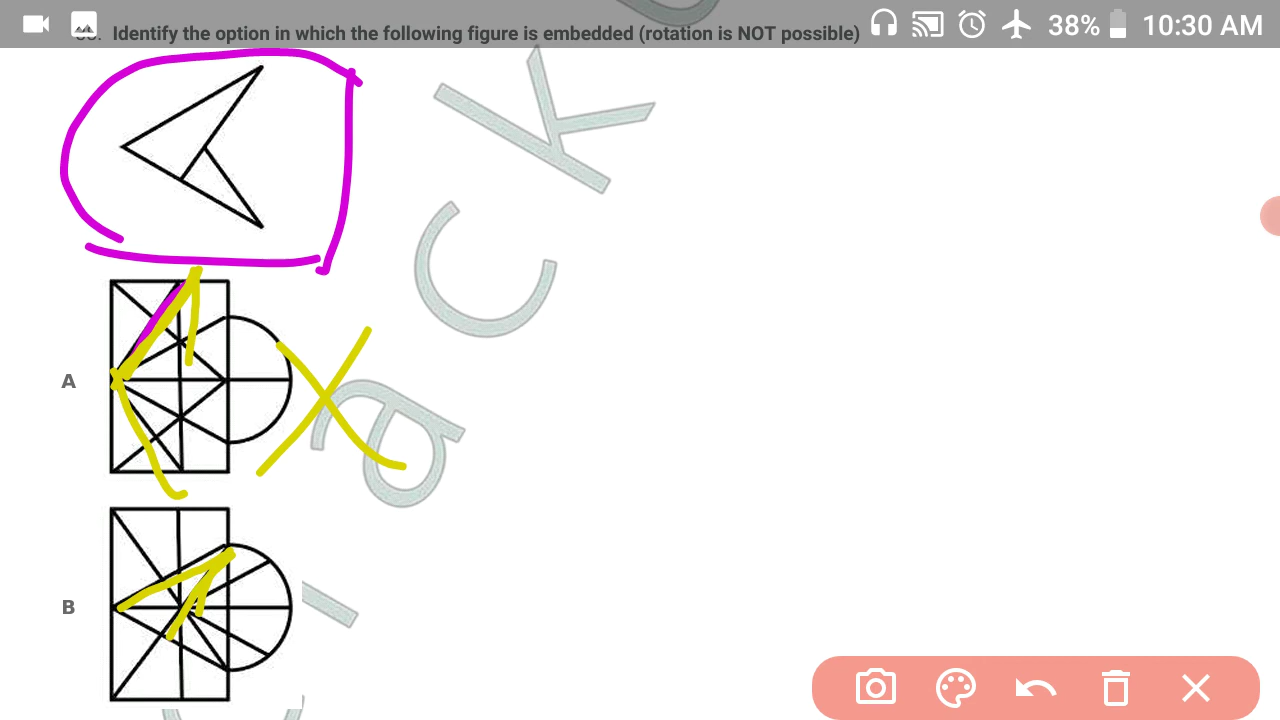 38% 10:30 AM
Identify the option in which the following figure is embedded (rotation is NOT possible)
A
B